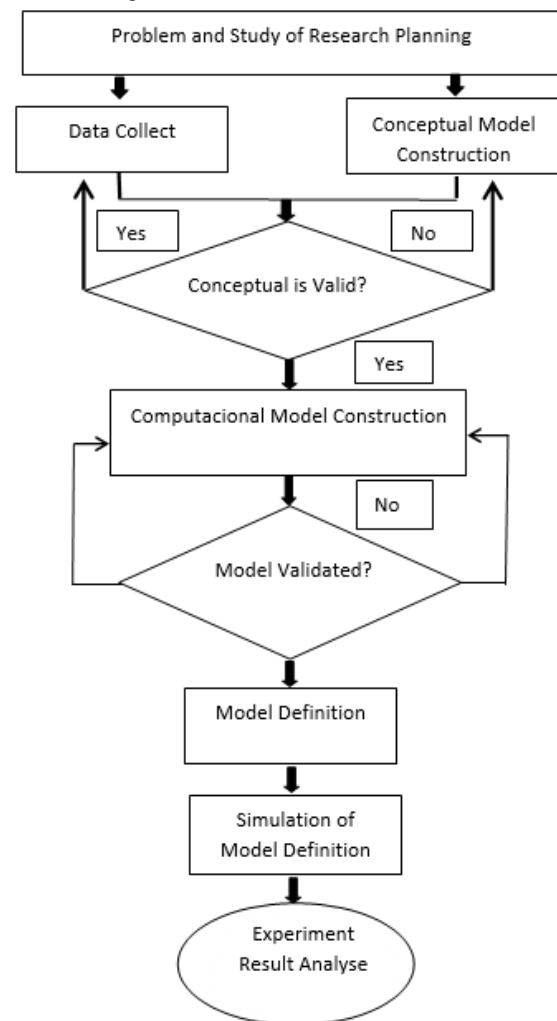 Problem and Study of Research Planning
Data Collect
Conceptual Model
Construction
Yes
No
Conceptual is Valid?
Yes
Computacional Model Construction
No
Model Validated?
Model Definition
Simulation of
Model Definition
Experiment
Result Analyse